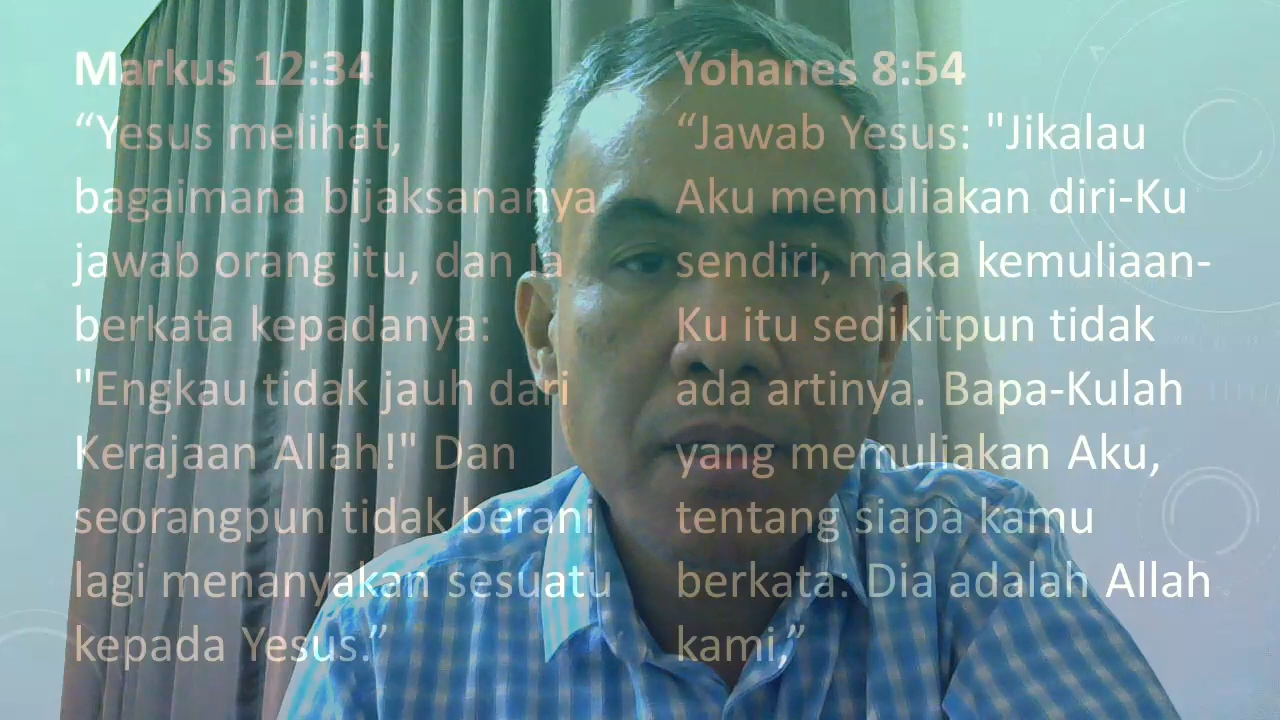 Markus 12:34
“Yesus melihat,
bagaimana bijaksananya
jawab orang itu, dan Ia
berkata kepadanya:
"Engkau tidak jauh dari
Kerajaan Allah!" Dan
seorangpun tidak berani
lagi menanyakan sesuatu
kepada Yesus.”
Yohanes 8:54
“Jawab Yesus: "Jikalau
Aku memuliakan diri-Ku
sendiri, maka kemuliaan-
Ku itu sedikitpun tidak
ada artinya. Bapa-Kulah
yang memuliakan Aku,
tentang siapa kamu
berkata: Dia adalah Allah
kami,”